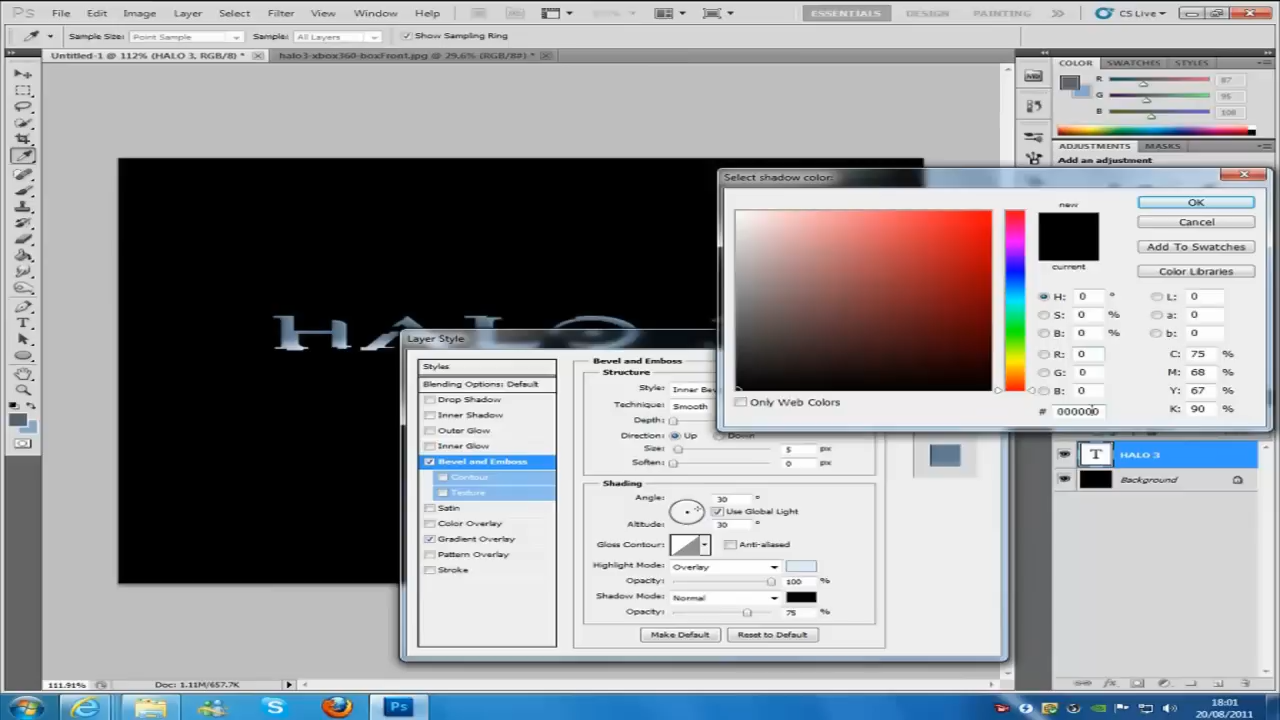 Ps File Edit Image Layer Select Filter View Window Help ESSENTIALS DESIGN PAINTING CS Live
Sample Size: Point Sample Sample: All Layers Show Sampling Ring
Untitled-1 @ 112% (HALO 3, RGB/8) * halo3-xbox360-boxFront.jpg @ 29,6% (RGB/8#) *
COLOR SWATCHES STYLES
R 87
G 95
B 108
ADJUSTMENTS MASKS
Add an adjustment
Select shadow color:
new
current
OK
Cancel
Add To Swatches
Color Libraries
H: 0 °
S: 0 %
B: 0 %
R: 0
G: 0
B: 0
# 000000
L: 0
a: 0
b: 0
C: 75 %
M: 68 %
Y: 67 %
K: 90 %
Only Web Colors
HALO
Layer Style
Styles
Blending Options: Default
Drop Shadow
Inner Shadow
Outer Glow
Inner Glow
Bevel and Emboss
Contour
Texture
Satin
Color Overlay
Gradient Overlay
Pattern Overlay
Stroke
Bevel and Emboss
Structure
Style: Inner Bev
Technique: Smooth
Depth:
Direction: Up Down
Size: 5 px
Soften: 0 px
Shading
Angle: 30 °
Use Global Light
Altitude: 30 °
Gloss Contour: Anti-aliased
Highlight Mode: Overlay
Opacity: 100 %
Shadow Mode: Normal
Opacity: 75 %
Make Default Reset to Default
T HALO 3
Background
111.91% Doc: 1.11M/657.7K
Ps
18:01
20/08/2011